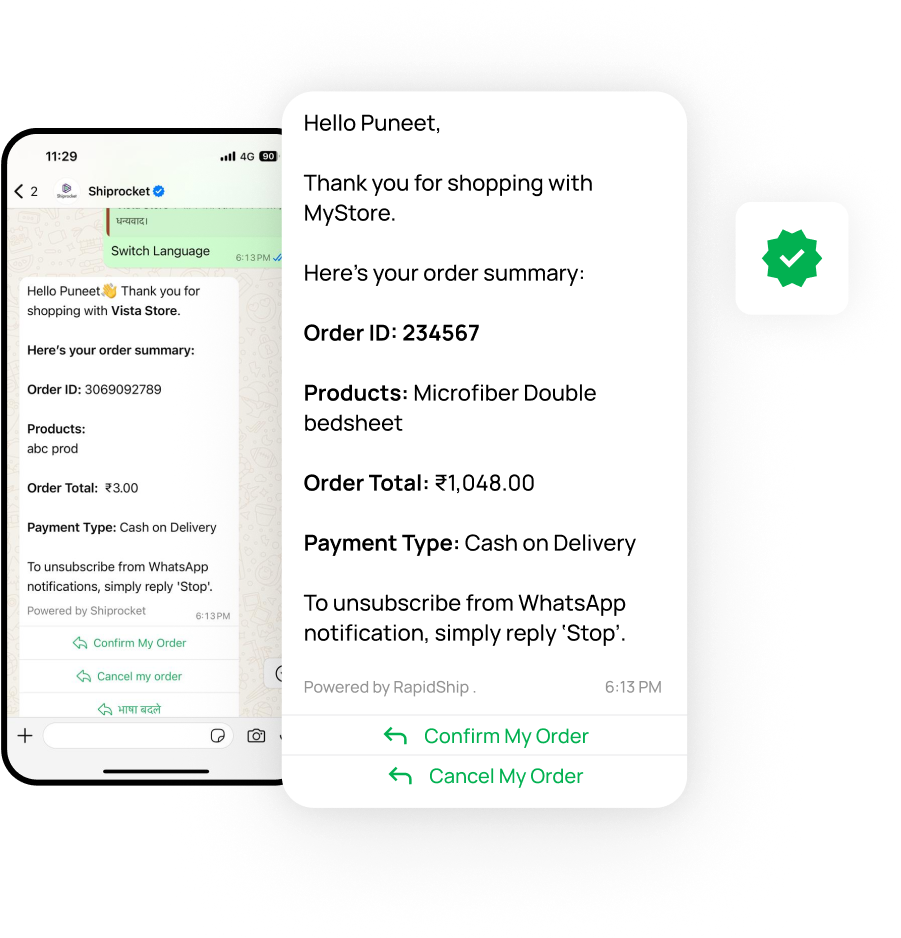 11:29
4G
90
2
Shiprocket
Shiprocket
धन्यवाद।
Switch Language
6:13PM
Hello Puneet👋 Thank you for
shopping with Vista Store.
Here's your order summary:
Order ID: 3069092789
Products:
abc prod
Order Total: ₹3.00
Payment Type: Cash on Delivery
To unsubscribe from WhatsApp
notifications, simply reply 'Stop'.
Powered by Shiprocket
6:13PM
Confirm My Order
Cancel my order
भाषा बदले
Hello Puneet,
Thank you for shopping with
MyStore.
Here's your order summary:
Order ID: 234567
Products: Microfiber Double
bedsheet
Order Total: ₹1,048.00
Payment Type: Cash on Delivery
To unsubscribe from WhatsApp
notification, simply reply ‘Stop’.
Powered by RapidShip .
6:13 PM
Confirm My Order
Cancel My Order